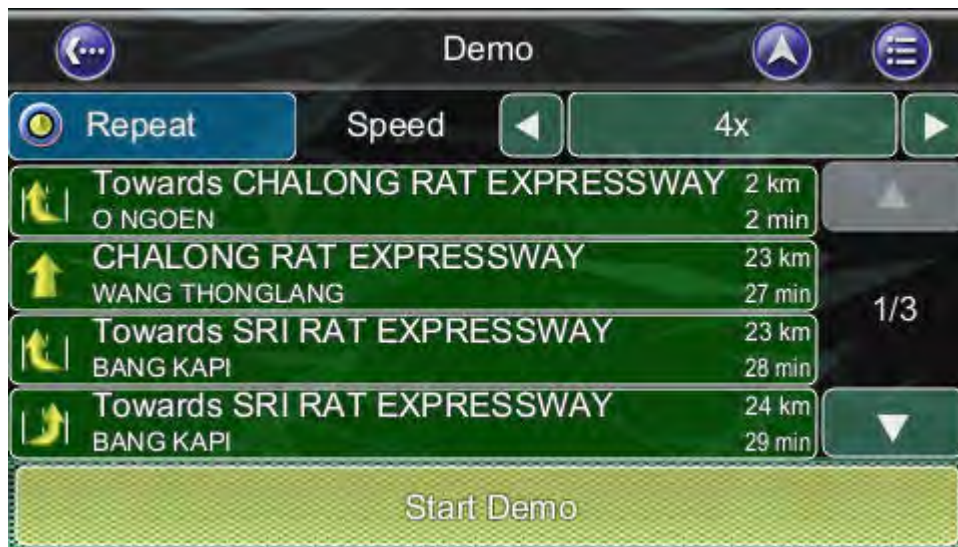 Demo
Repeat Speed 4x
Towards CHALONG RAT EXPRESSWAY 2 km
O NGOEN 2 min
CHALONG RAT EXPRESSWAY 23 km
WANG THONGLANG 27 min
1/3
Towards SRI RAT EXPRESSWAY 23 km
BANG KAPI 28 min
Towards SRI RAT EXPRESSWAY 24 km
BANG KAPI 29 min
Start Demo